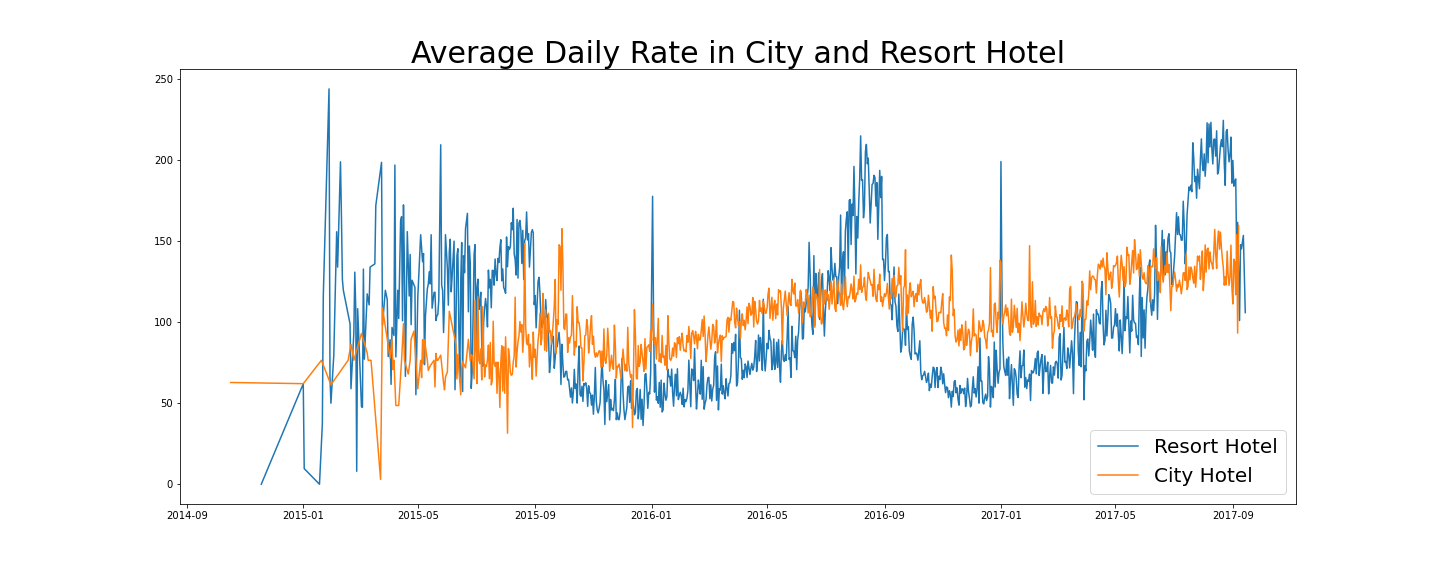 Average Daily Rate in City and Resort Hotel
250
200
150
100
50
0
2014-09 2015-01 2015-05 2015-09 2016-01 2016-05 2016-09 2017-01 2017-05 2017-09
Resort Hotel
City Hotel